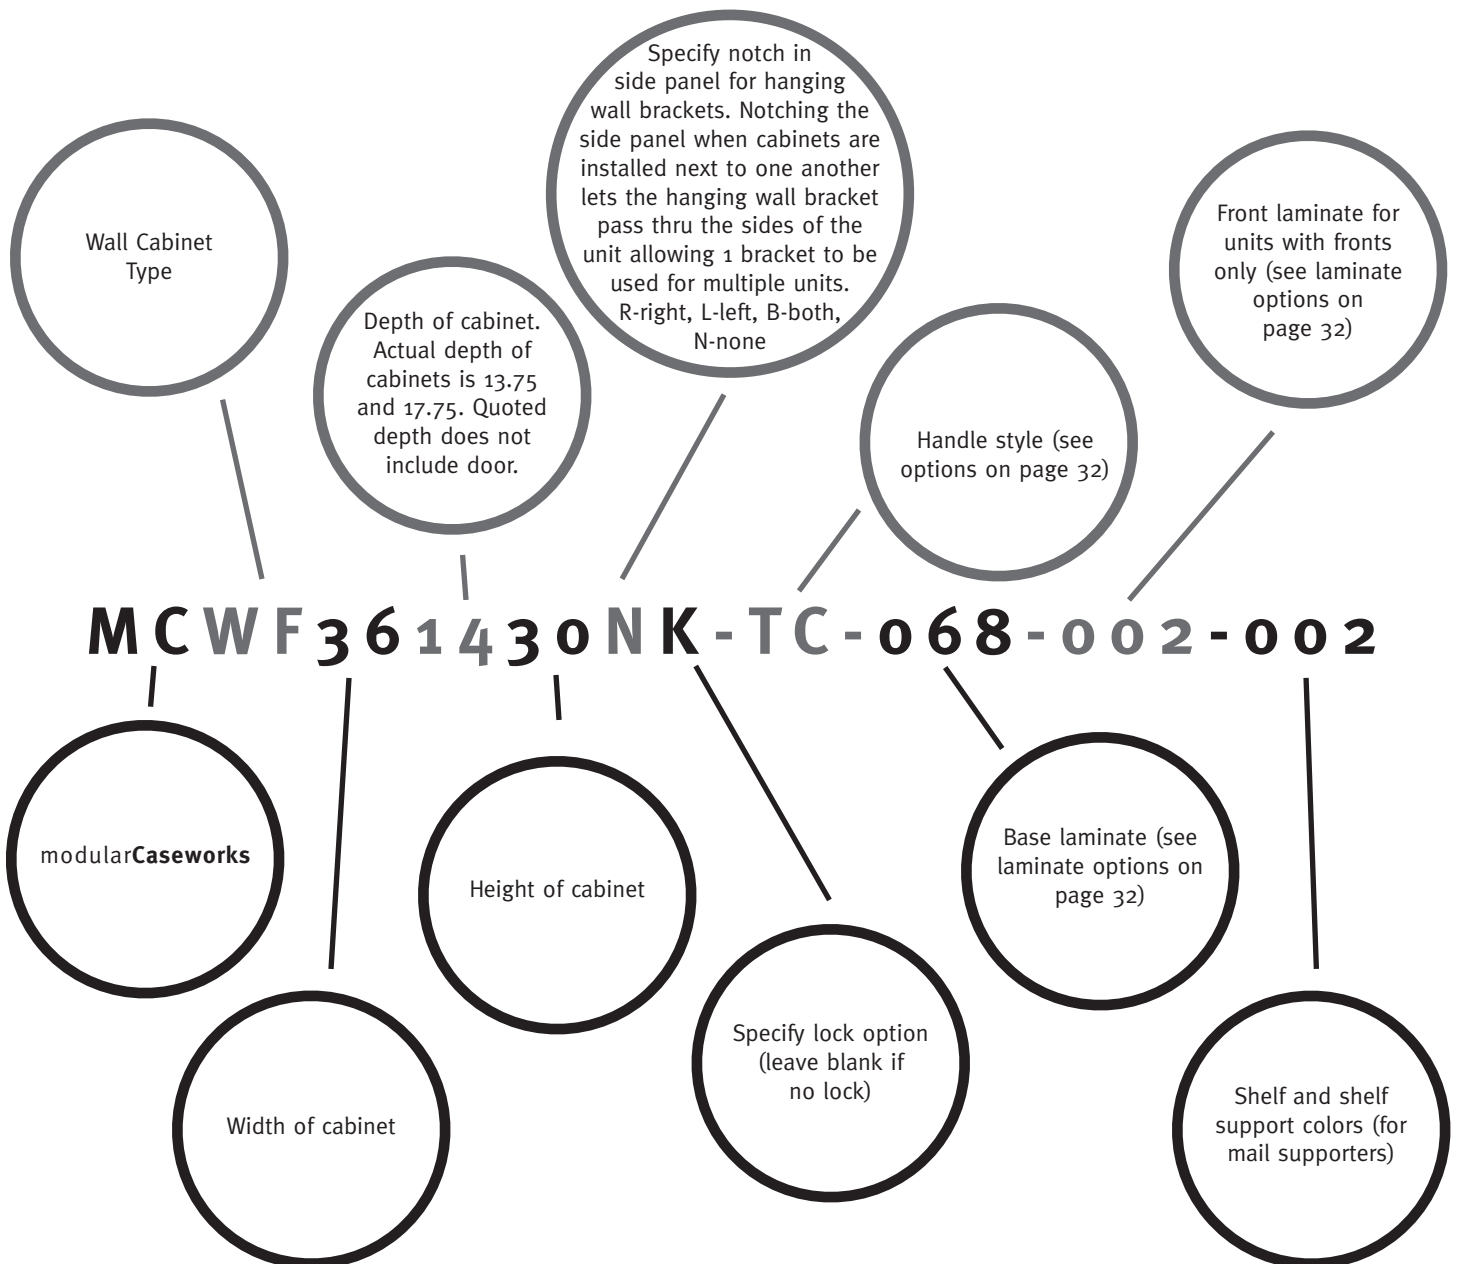 Specify notch in
side panel for hanging
wall brackets. Notching the
side panel when cabinets are
installed next to one another
lets the hanging wall bracket
pass thru the sides of the
unit allowing 1 bracket to be
used for multiple units.
R-right, L-left, B-both,
N-none
Wall Cabinet
Type
Depth of cabinet.
Actual depth of
cabinets is 13.75
and 17.75. Quoted
depth does not
include door.
Handle style (see
options on page 32)
Front laminate for
units with fronts
only (see laminate
options on
page 32)
MCWF361430NK-TC-068-002-002
modularCaseworks
Width of cabinet
Height of cabinet
Specify lock option
(leave blank if
no lock)
Base laminate (see
laminate options on
page 32)
Shelf and shelf
support colors (for
mail supporters)